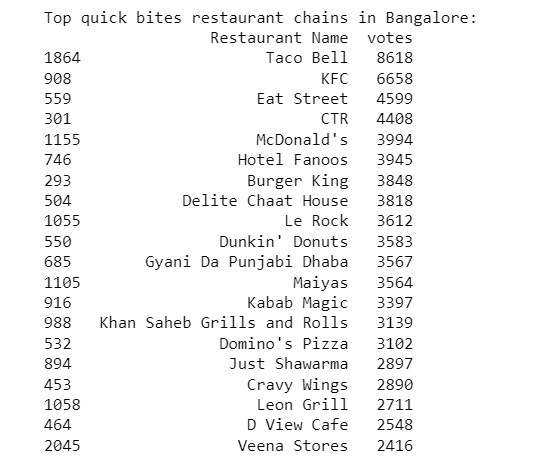 Top quick bites restaurant chains in Bangalore:
Restaurant Name votes
1864 Taco Bell 8618
908 KFC 6658
559 Eat Street 4599
301 CTR 4408
1155 McDonald's 3994
746 Hotel Fanoos 3945
293 Burger King 3848
504 Delite Chaat House 3818
1055 Le Rock 3612
550 Dunkin' Donuts 3583
685 Gyani Da Punjabi Dhaba 3567
1105 Maiyas 3564
916 Kabab Magic 3397
988 Khan Saheb Grills and Rolls 3139
532 Domino's Pizza 3102
894 Just Shawarma 2897
453 Cravy Wings 2890
1058 Leon Grill 2711
464 D View Cafe 2548
2045 Veena Stores 2416